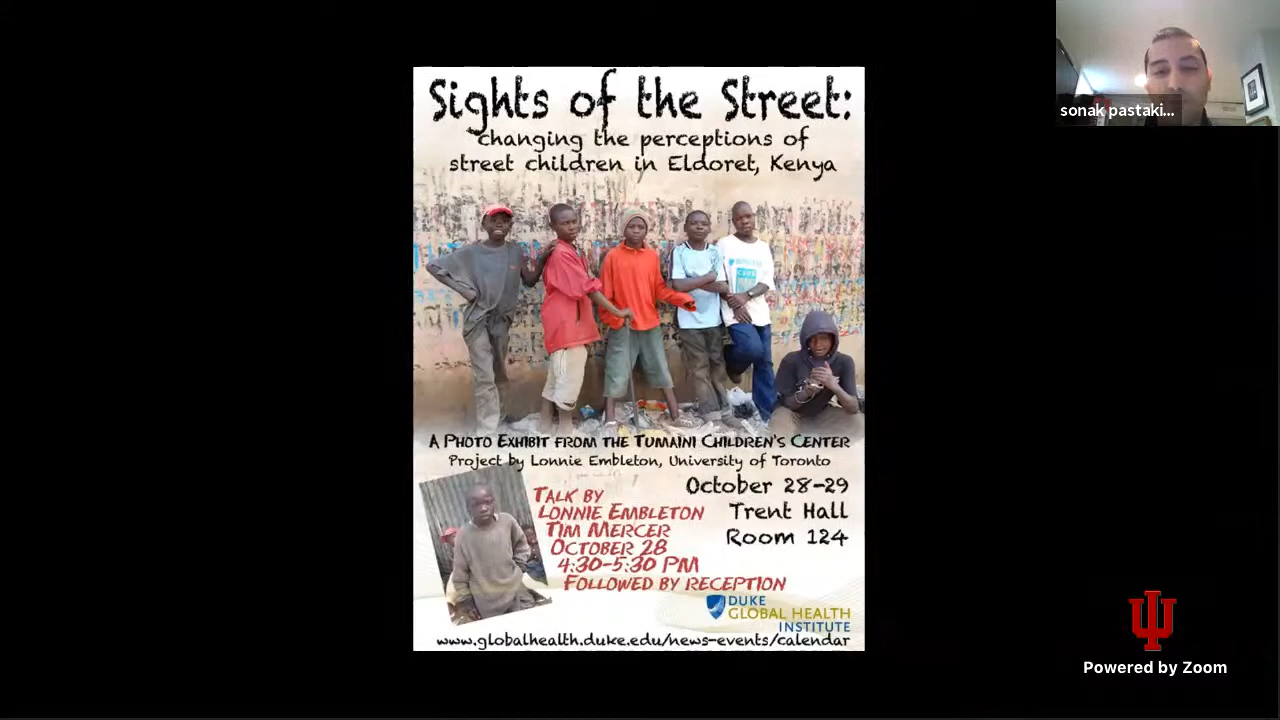 Sights of the Street:
changing the perceptions of
street children in Eldoret, Kenya
A Photo Exhibit from the Tumaini Children's Center
Project by Lonnie Embleton, University of Toronto
October 28-29
Trent Hall
Room 124
Talk by
Lonnie Embleton
Tim Mercer
October 28
4:30-5:30 PM
Followed by reception
DUKE
GLOBAL HEALTH
INSTITUTE
www.globalhealth.duke.edu/news-events/calendar
sonak pastaki...
Powered by Zoom